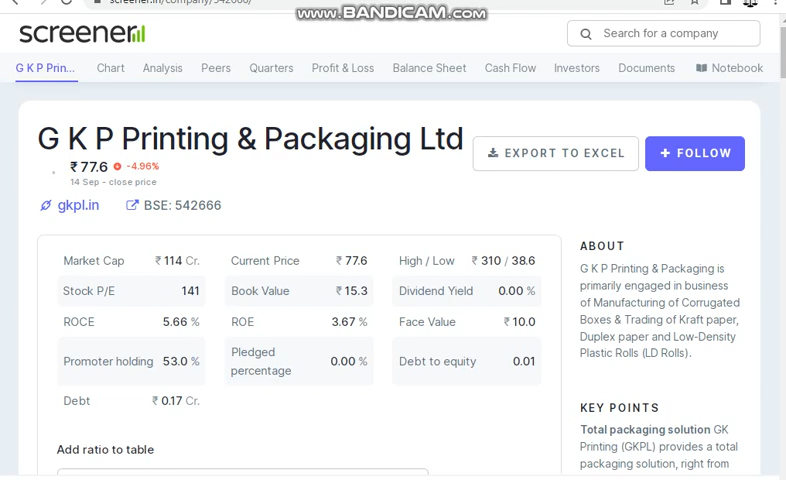 screener.in/company/542666/
www.BANDICAM.com
screener
Search for a company
G K P Prin... Chart Analysis Peers Quarters Profit & Loss Balance Sheet Cash Flow Investors Documents Notebook
G K P Printing & Packaging Ltd
EXPORT TO EXCEL
+ FOLLOW
₹ 77.6 -4.96%
14 Sep - close price
gkpl.in BSE: 542666
Market Cap ₹ 114 Cr.
Current Price ₹ 77.6
High / Low ₹ 310 / 38.6
Stock P/E 141
Book Value ₹ 15.3
Dividend Yield 0.00 %
ROCE 5.66 %
ROE 3.67 %
Face Value ₹ 10.0
Promoter holding 53.0 %
Pledged
percentage 0.00 %
Debt to equity 0.01
Debt ₹ 0.17 Cr.
Add ratio to table
ABOUT
G K P Printing & Packaging is
primarily engaged in business
of Manufacturing of Corrugated
Boxes & Trading of Kraft paper,
Duplex paper and Low-Density
Plastic Rolls (LD Rolls).
KEY POINTS
Total packaging solution GK
Printing (GKPL) provides a total
packaging solution, right from